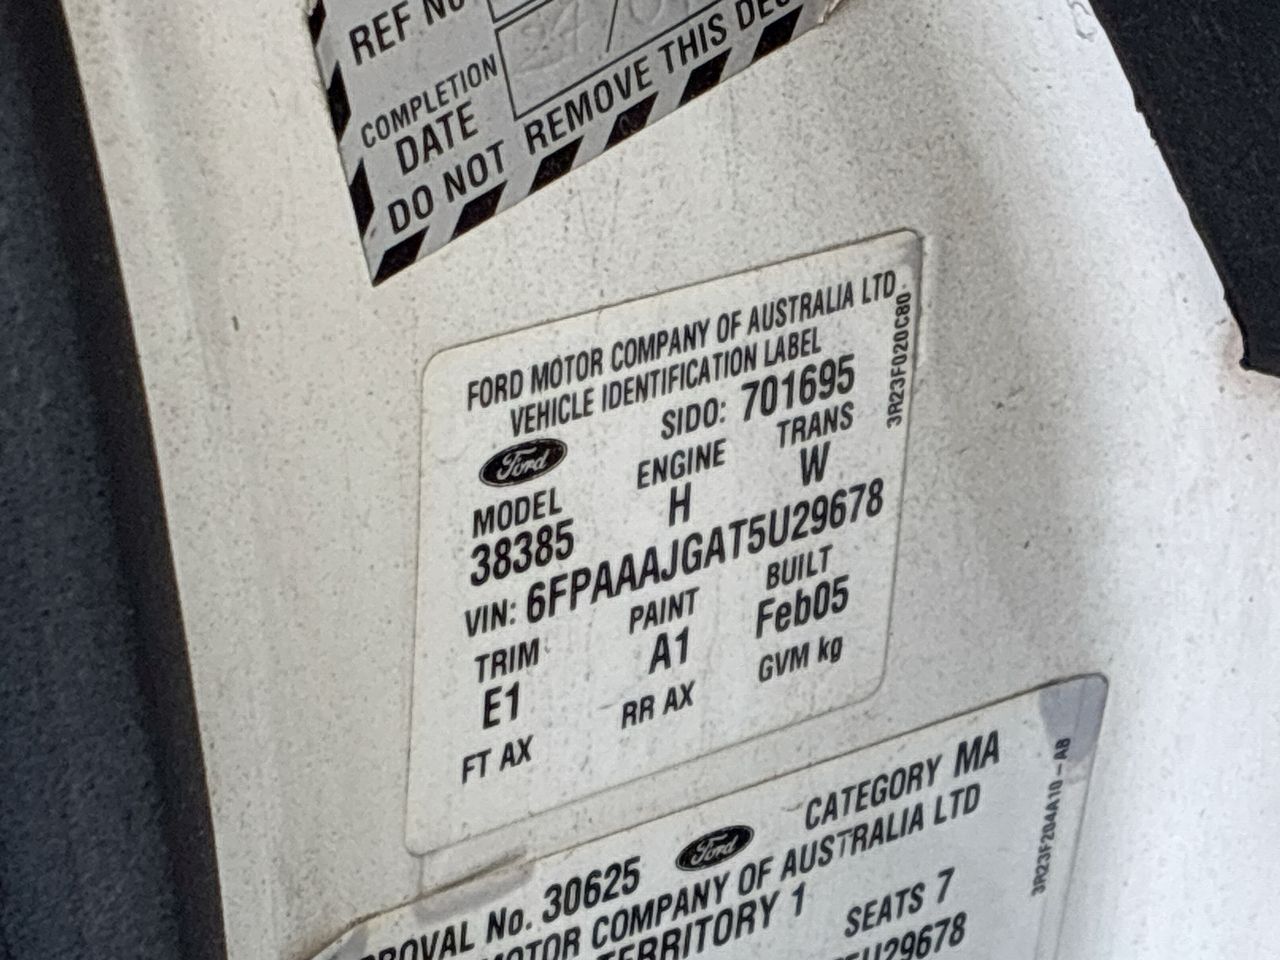 REF NO
COMPLETION
DATE
DO NOT REMOVE THIS DEC
FORD MOTOR COMPANY OF AUSTRALIA LTD
VEHICLE IDENTIFICATION LABEL
3R23F020C80
Ford
SIDO: 701695
MODEL ENGINE TRANS
38385 H W
VIN: 6FPAAAJGAT5U29678
TRIM PAINT BUILT
E1 A1 Feb05
FT AX RR AX GVM kg
PROVAL No. 30625 Ford CATEGORY MA
MOTOR COMPANY OF AUSTRALIA LTD
TERRITORY 1 SEATS 7
5U29678
3R23F204A10-AB